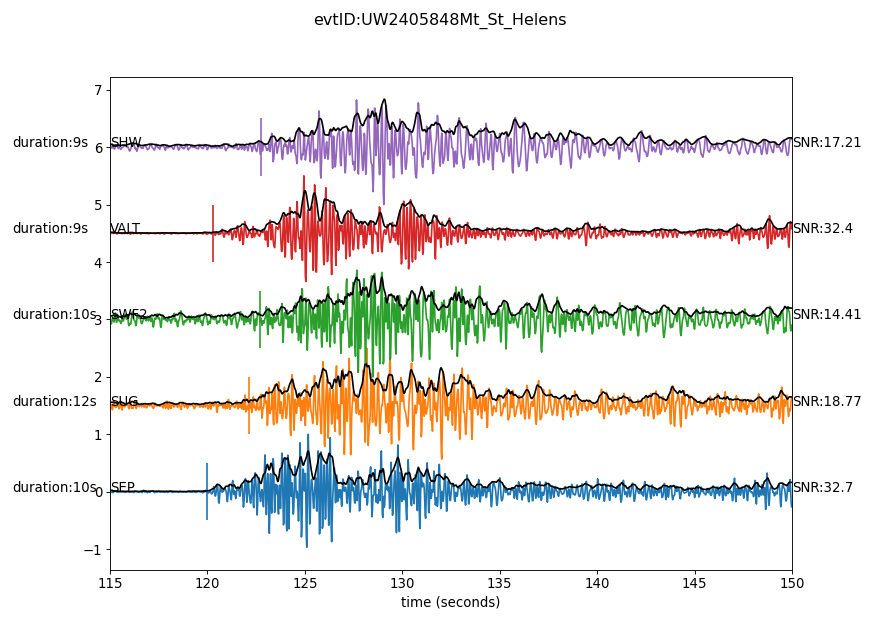 evtID:UW2405848Mt_St_Helens
7
duration:9s SHW SNR:17.21
6
5
duration:9s VALT SNR:32.4
4
duration:10s SWF2 SNR:14.41
3
2
duration:12s SUG SNR:18.77
1
duration:10s SEP SNR:32.7
0
−1
115 120 125 130 135 140 145 150
time (seconds)